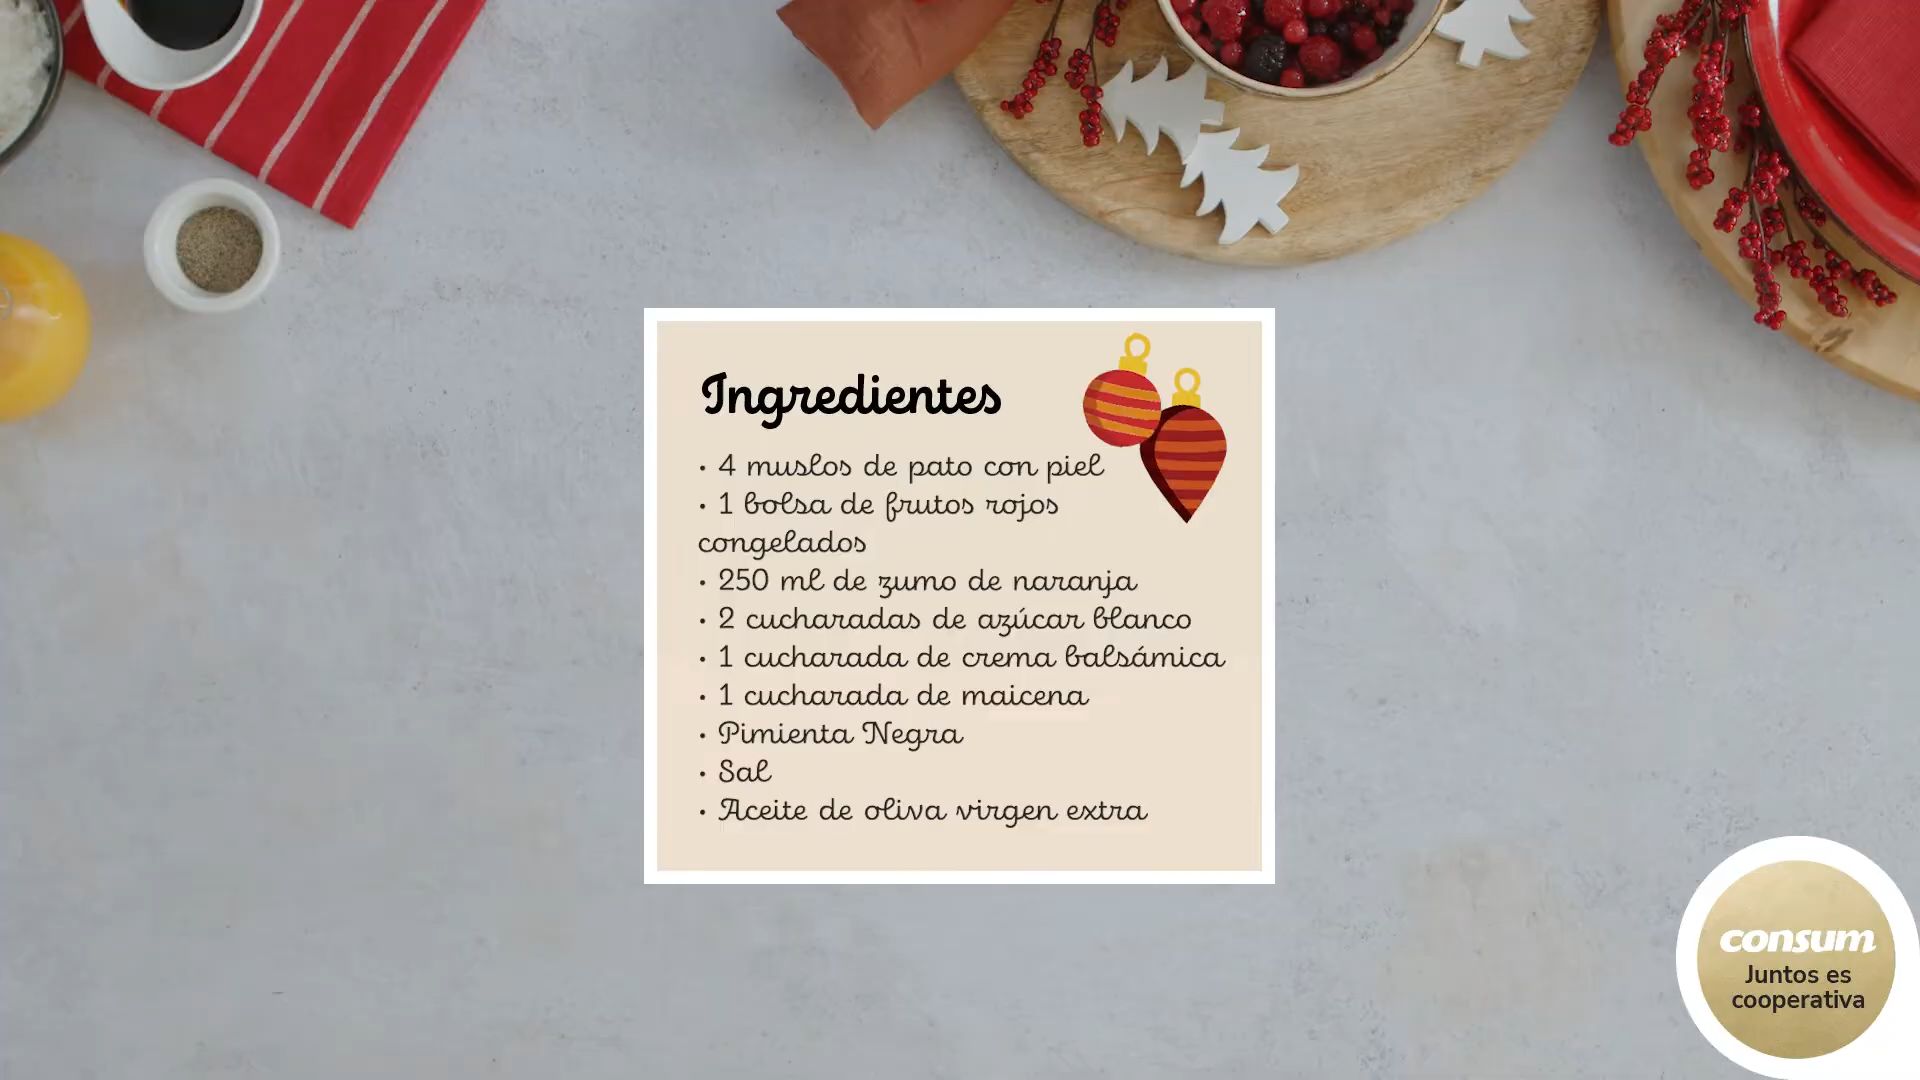 Ingredientes
• 4 muslos de pato con piel
• 1 bolsa de frutos rojos
congelados
• 250 ml de zumo de naranja
• 2 cucharadas de azúcar blanco
• 1 cucharada de crema balsámica
• 1 cucharada de maicena
• Pimienta Negra
• Sal
• Aceite de oliva virgen extra
consum
Juntos es
cooperativa